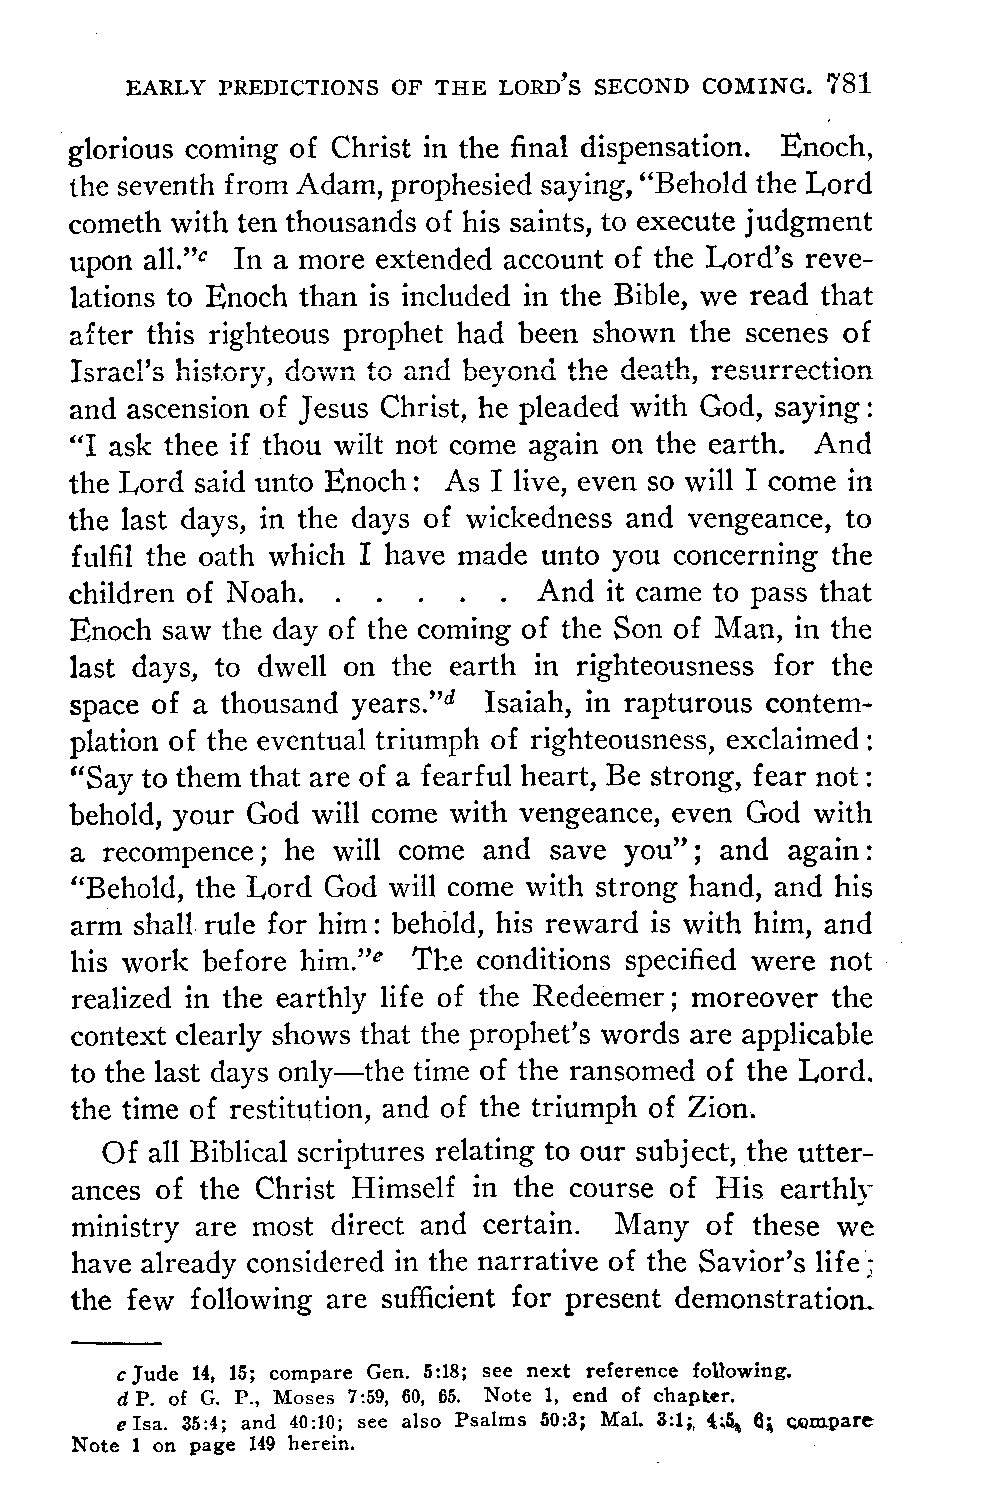 EARLY PREDICTIONS OF THE LORD'S SECOND COMING. 781
glorious coming of Christ in the final dispensation. Enoch,
the seventh from Adam, prophesied saying, “Behold the Lord
cometh with ten thousands of his saints, to execute judgment
upon all.”c In a more extended account of the Lord's reve-
lations to Enoch than is included in the Bible, we read that
after this righteous prophet had been shown the scenes of
Israel's history, down to and beyond the death, resurrection
and ascension of Jesus Christ, he pleaded with God, saying:
“I ask thee if thou wilt not come again on the earth. And
the Lord said unto Enoch: As I live, even so will I come in
the last days, in the days of wickedness and vengeance, to
fulfil the oath which I have made unto you concerning the
children of Noah. . . . . . And it came to pass that
Enoch saw the day of the coming of the Son of Man, in the
last days, to dwell on the earth in righteousness for the
space of a thousand years.”d Isaiah, in rapturous contem-
plation of the eventual triumph of righteousness, exclaimed:
“Say to them that are of a fearful heart, Be strong, fear not:
behold, your God will come with vengeance, even God with
a recompence; he will come and save you”; and again:
“Behold, the Lord God will come with strong hand, and his
arm shall rule for him: behold, his reward is with him, and
his work before him.”e The conditions specified were not
realized in the earthly life of the Redeemer; moreover the
context clearly shows that the prophet's words are applicable
to the last days only—the time of the ransomed of the Lord.
the time of restitution, and of the triumph of Zion.
Of all Biblical scriptures relating to our subject, the utter-
ances of the Christ Himself in the course of His earthly
ministry are most direct and certain. Many of these we
have already considered in the narrative of the Savior's life;
the few following are sufficient for present demonstration.
c Jude 14, 15; compare Gen. 5:18; see next reference following.
d P. of G. P., Moses 7:59, 60, 65. Note 1, end of chapter.
e Isa. 35:4; and 40:10; see also Psalms 50:3; Mal. 3:1; 4:5, 6; compare
Note 1 on page 149 herein.